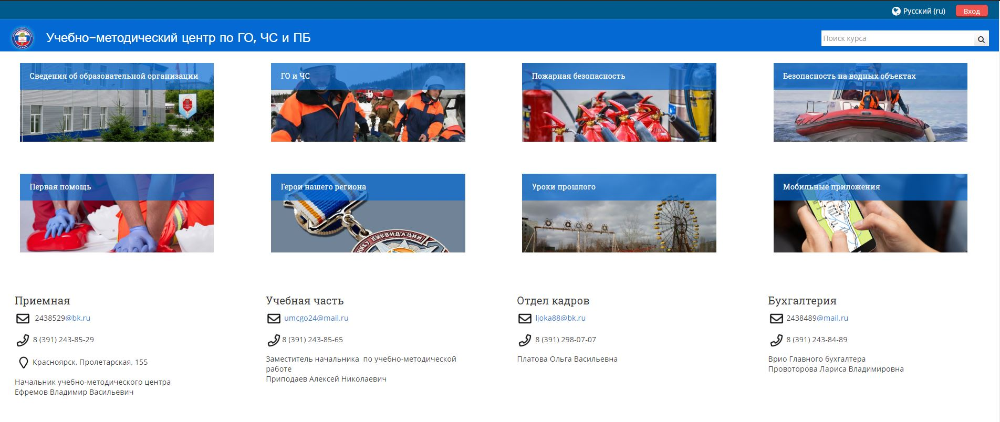 Русский (ru)
Вход
Учебно-методический центр по ГО, ЧС и ПБ
Поиск курса
Сведения об образовательной организации
ГО и ЧС
Пожарная безопасность
Безопасность на водных объектах
Первая помощь
Герои нашего региона
Уроки прошлого
Мобильные приложения
НИКУ ЛИКВИДАЦИИ
Приемная
2438529@bk.ru
8 (391) 243-85-29
Красноярск, Пролетарская, 155
Начальник учебно-методического центра
Ефремов Владимир Васильевич
Учебная часть
umcgo24@mail.ru
8 (391) 243-85-65
Заместитель начальника по учебно-методической
работе
Приподаев Алексей Николаевич
Отдел кадров
ljoka88@bk.ru
8 (391) 298-07-07
Платова Ольга Васильевна
Бухгалтерия
2438489@mail.ru
8 (391) 243-84-89
Врио Главного бухгалтера
Провоторова Лариса Владимировна